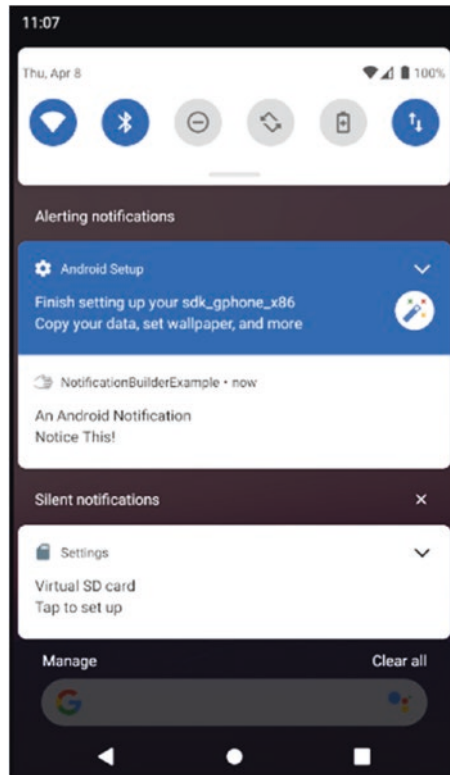 11:07
Thu, Apr 8 100%
Alerting notifications
Android Setup
Finish setting up your sdk_gphone_x86
Copy your data, set wallpaper, and more
NotificationBuilderExample • now
An Android Notification
Notice This!
Silent notifications
Settings
Virtual SD card
Tap to set up
Manage Clear all